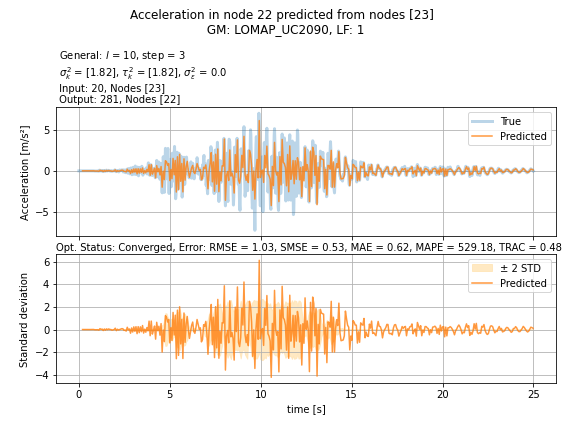 Acceleration in node 22 predicted from nodes [23]
GM: LOMAP_UC2090, LF: 1
General: l = 10, step = 3
σ²ₖ = [1.82], τ²ₖ = [1.82], σ²ε = 0.0
Input: 20, Nodes [23]
Output: 281, Nodes [22]
Acceleration [m/s²]
5
0
−5
True
Predicted
Opt. Status: Converged, Error: RMSE = 1.03, SMSE = 0.53, MAE = 0.62, MAPE = 529.18, TRAC = 0.48
Standard deviation
6
4
2
0
−2
−4
± 2 STD
Predicted
0 5 10 15 20 25
time [s]